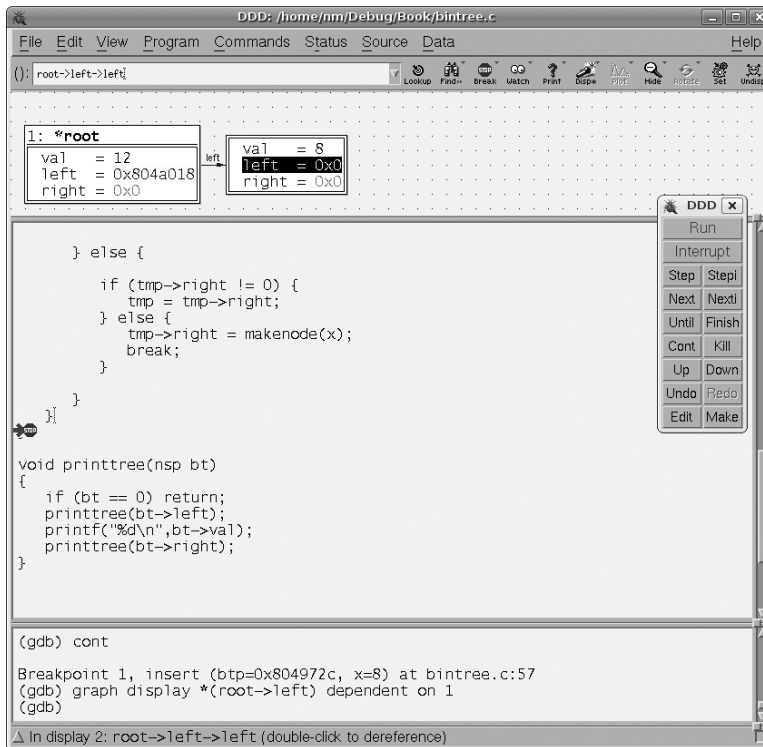 DDD: /home/nm/Debug/Book/bintree.c
File Edit View Program Commands Status Source Data Help
(): root->left->left
Lookup Find>> Break Watch Print Disp* Plot Hide Rotate Set Undisp
1: *root
val = 12
left = 0x804a018
right = 0x0
left
val = 8
left = 0x0
right = 0x0
DDD
Run
Interrupt
Step Stepi
Next Nexti
Until Finish
Cont Kill
Up Down
Undo Redo
Edit Make
} else {
if (tmp->right != 0) {
tmp = tmp->right;
} else {
tmp->right = makenode(x);
break;
}
}
}
STOP
void printtree(nsp bt)
{
if (bt == 0) return;
printtree(bt->left);
printf("%d\n",bt->val);
printtree(bt->right);
}
(gdb) cont
Breakpoint 1, insert (btp=0x804972c, x=8) at bintree.c:57
(gdb) graph display *(root->left) dependent on 1
(gdb)
In display 2: root->left->left (double-click to dereference)